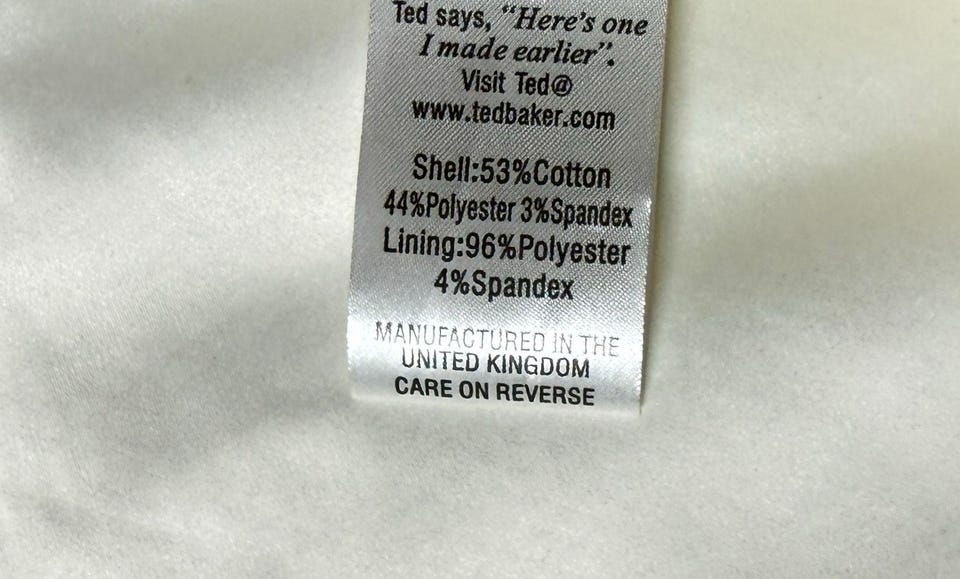 Ted says, “Here's one
I made earlier”.
Visit Ted@
www.tedbaker.com
Shell:53%Cotton
44%Polyester 3%Spandex
Lining:96%Polyester
4%Spandex
MANUFACTURED IN THE
UNITED KINGDOM
CARE ON REVERSE